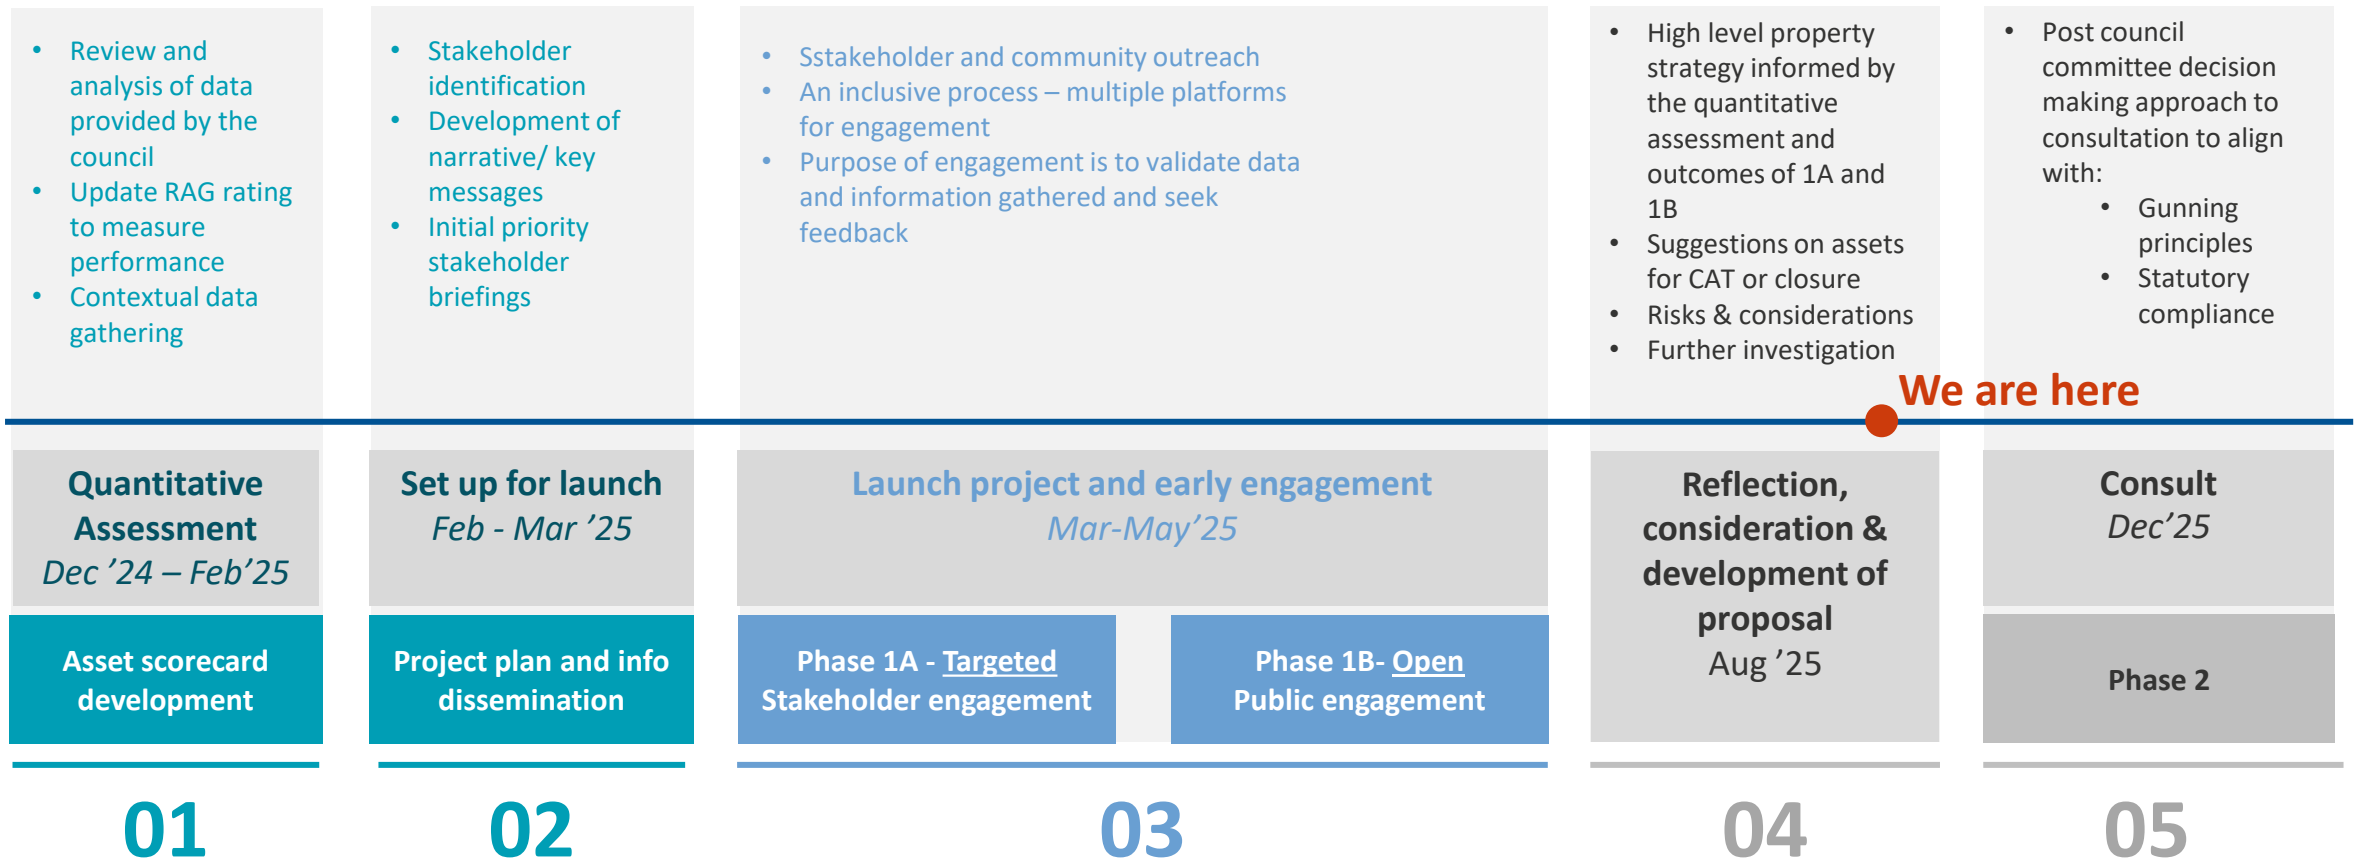 • Review and
analysis of data
provided by the
council
• Update RAG rating
to measure
performance
• Contextual data
gathering
• Stakeholder
identification
• Development of
narrative/ key
messages
• Initial priority
stakeholder
briefings
• Sstakeholder and community outreach
• An inclusive process – multiple platforms
for engagement
• Purpose of engagement is to validate data
and information gathered and seek
feedback
• High level property
strategy informed by
the quantitative
assessment and
outcomes of 1A and
1B
• Suggestions on assets
for CAT or closure
• Risks & considerations
• Further investigation
• Post council
committee decision
making approach to
consultation to align
with:
• Gunning
principles
• Statutory
compliance
We are here
Quantitative
Assessment
Dec ’24 – Feb’25
Set up for launch
Feb - Mar ’25
Launch project and early engagement
Mar-May’25
Reflection,
consideration &
development of
proposal
Aug ’25
Consult
Dec’25
Asset scorecard
development
Project plan and info
dissemination
Phase 1A - Targeted
Stakeholder engagement
Phase 1B- Open
Public engagement
Phase 2
01
02
03
04
05